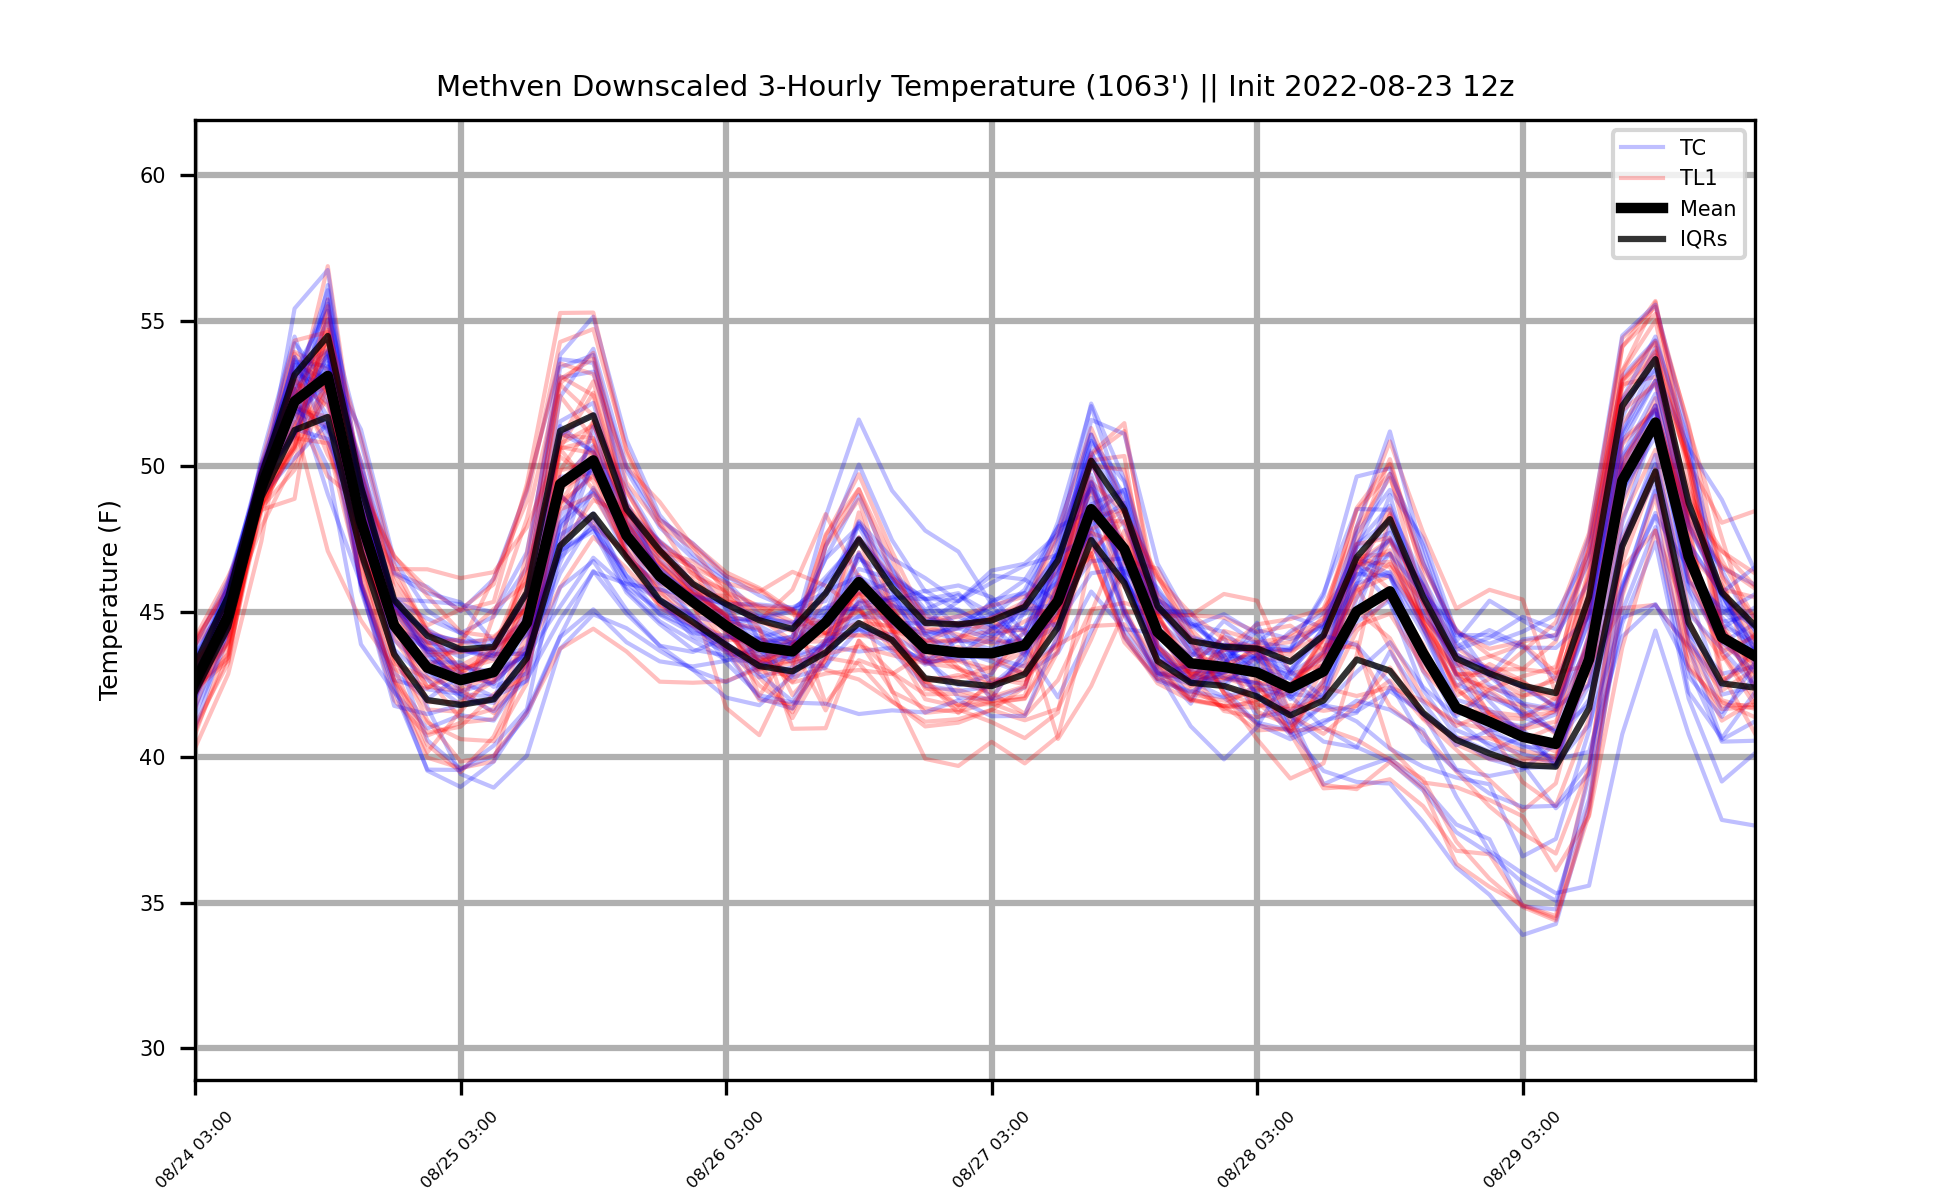 Methven Downscaled 3-Hourly Temperature (1063') || Init 2022-08-23 12z
TC
TL1
Mean
IQRs
Temperature (F)
60
55
50
45
40
35
30
08/24 03:00
08/25 03:00
08/26 03:00
08/27 03:00
08/28 03:00
08/29 03:00